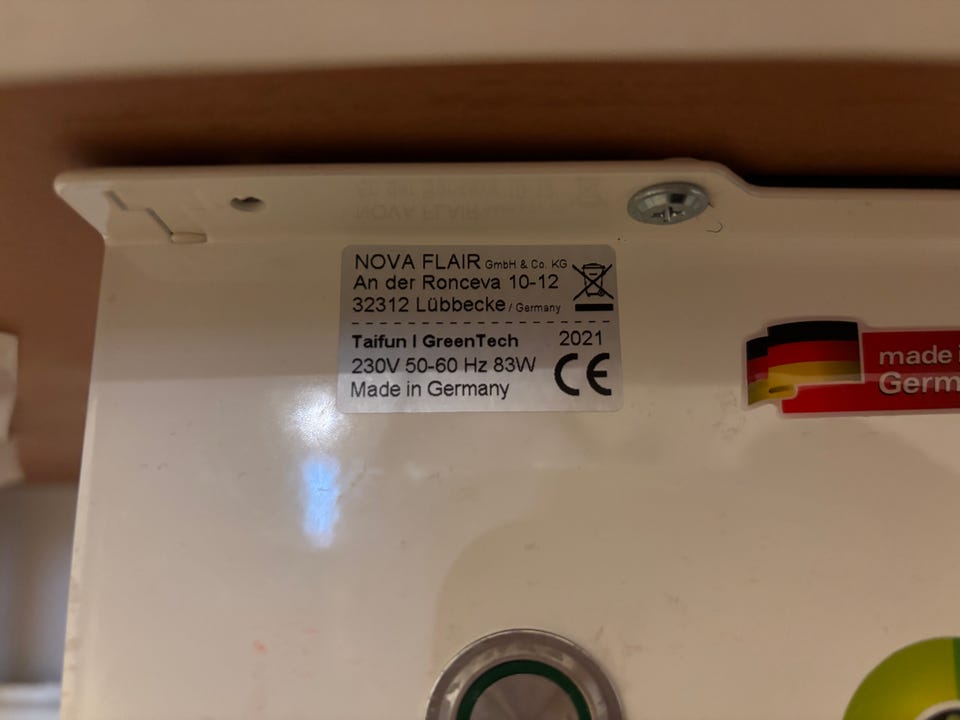 NOVA FLAIR GmbH & Co. KG
An der Ronceva 10-12
32312 Lübbecke / Germany
Taifun I GreenTech 2021
230V 50-60 Hz 83W
Made in Germany CE
made i
Germ